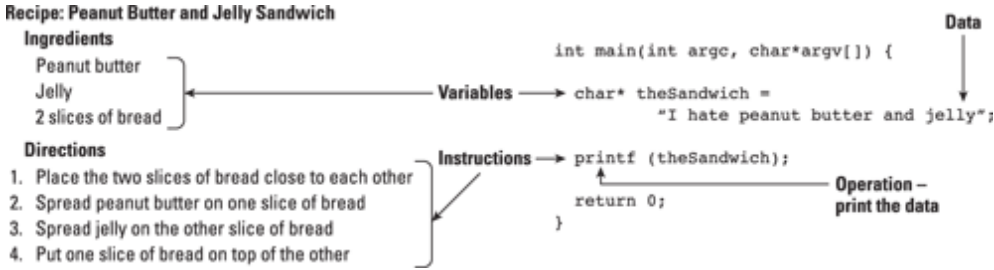 Recipe: Peanut Butter and Jelly Sandwich
Ingredients
Peanut butter
Jelly
2 slices of bread
Directions
1. Place the two slices of bread close to each other
2. Spread peanut butter on one slice of bread
3. Spread jelly on the other slice of bread
4. Put one slice of bread on top of the other
Variables
Instructions
Data
int main(int argc, char*argv[]) {
char* theSandwich =
“I hate peanut butter and jelly”;
printf (theSandwich);
return 0;
}
Operation –
print the data